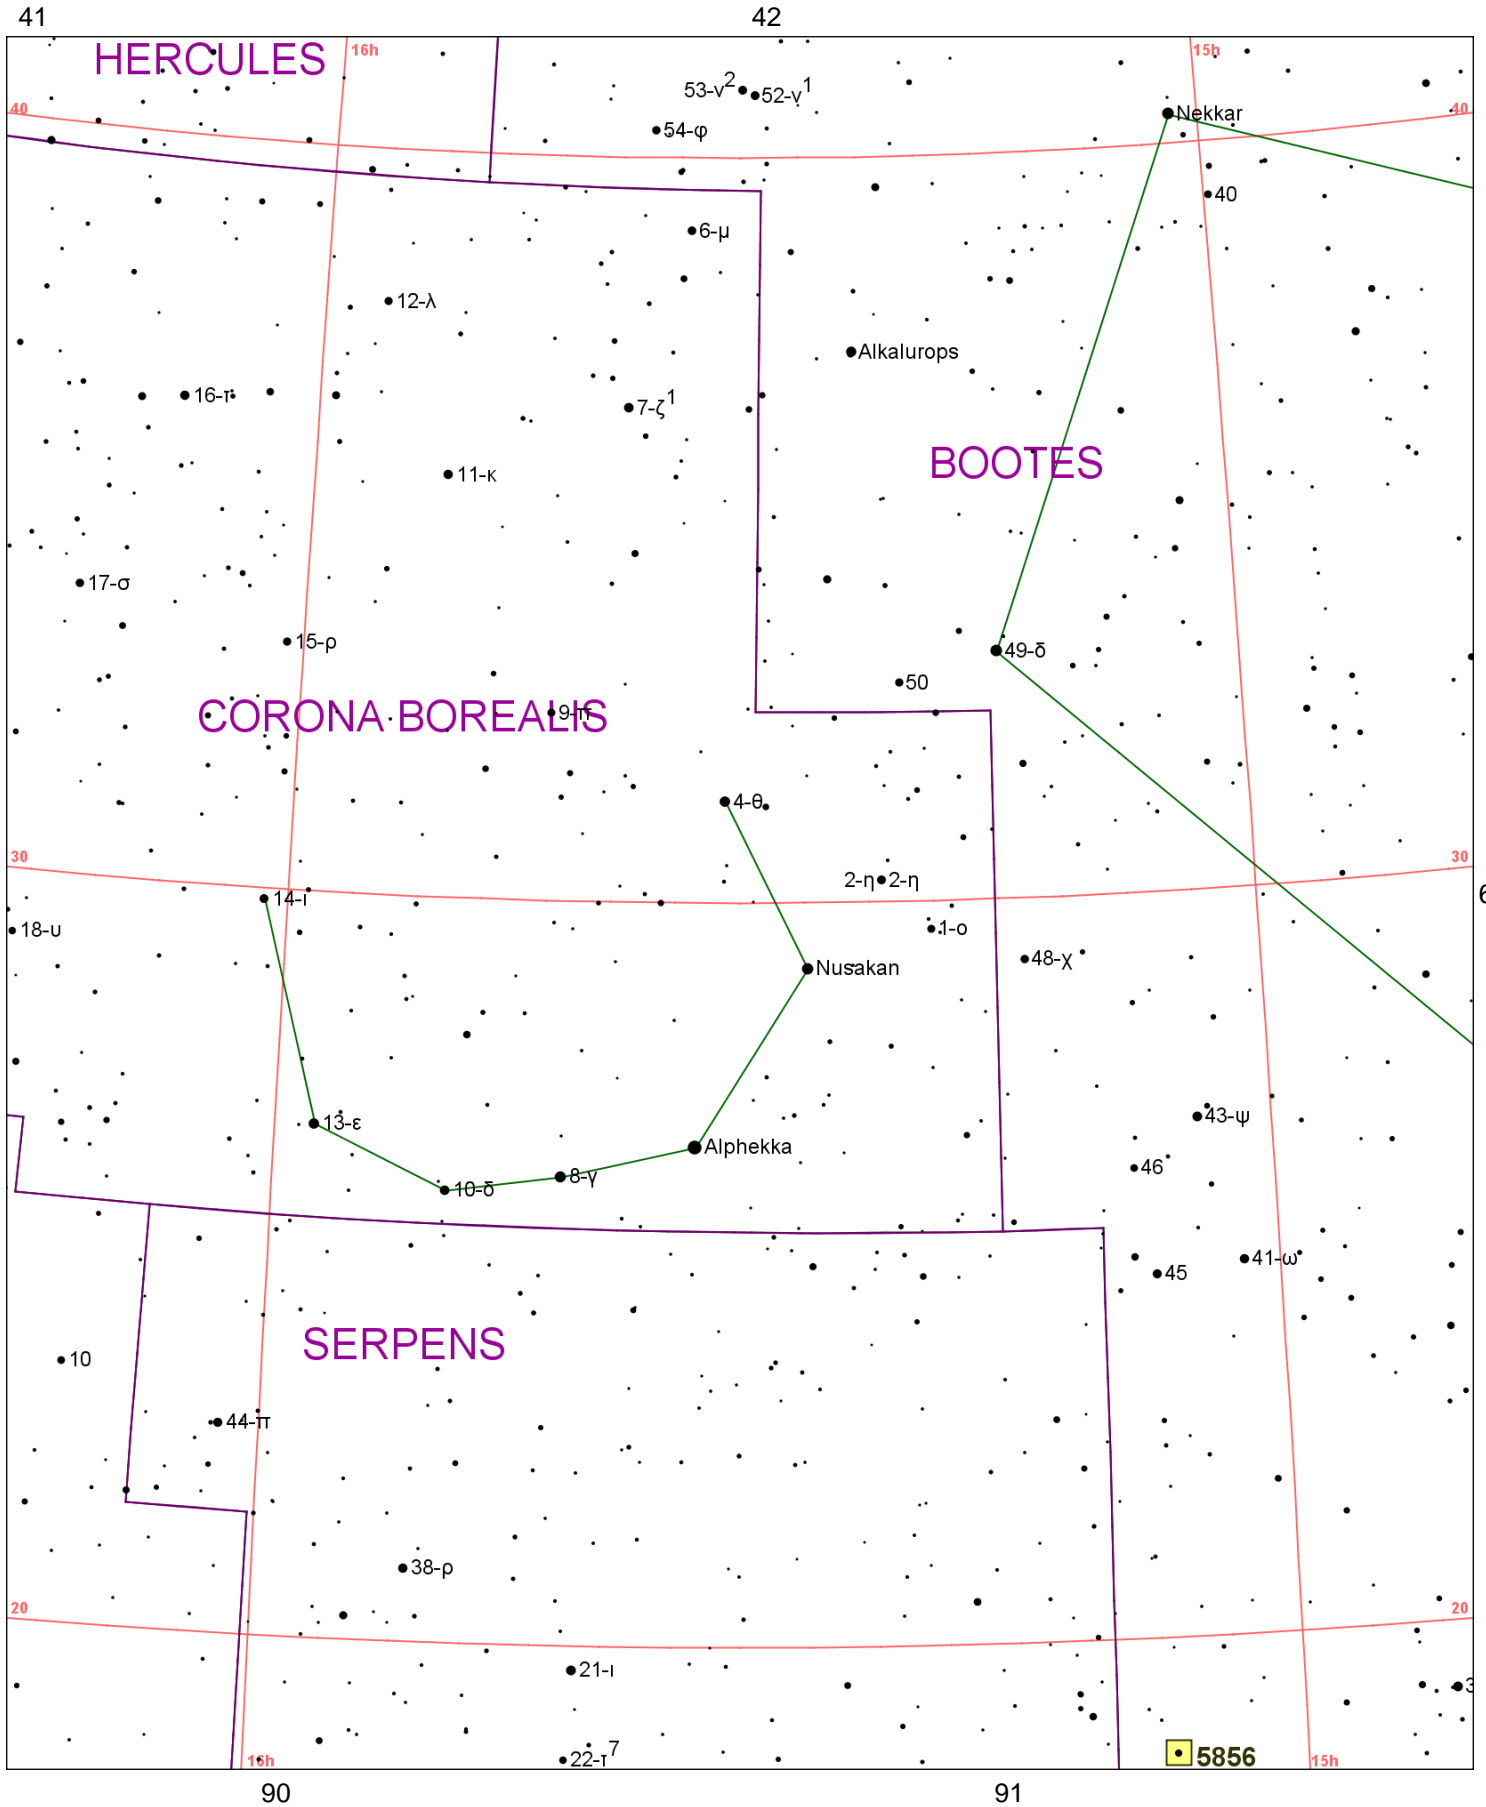 41
42
HERCULES
16h
15h
53-ν2
52-ν1
40
Nekkar
40
54-φ
40
6-μ
12-λ
Alkalurops
16-τ
7-ζ1
BOOTES
11-κ
17-σ
15-ρ
49-δ
50
CORONA BOREALIS
9-π
4-θ
30
30
2-η
2-η
14-ι
18-υ
1-ο
48-χ
Nusakan
13-ε
43-ψ
Alphekka
46
8-γ
10-δ
41-ω
45
SERPENS
10
44-π
38-ρ
20
20
21-ι
3
22-τ7
16h
5856
15h
90
91